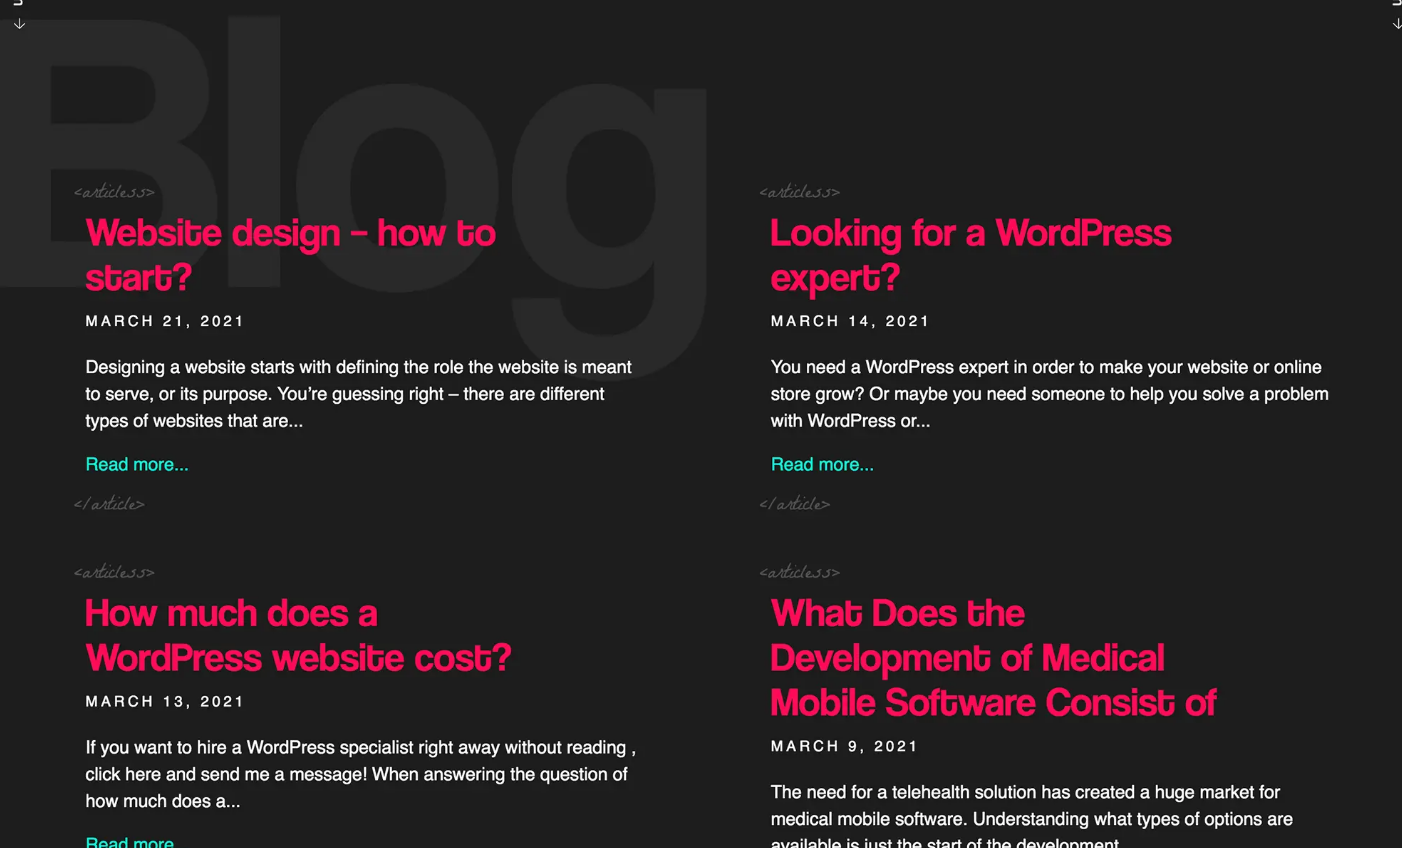 Blog
<articless>
Website design – how to
start?
MARCH 21, 2021
Designing a website starts with defining the role the website is meant
to serve, or its purpose. You’re guessing right – there are different
types of websites that are...
Read more...
</article>
<articless>
Looking for a WordPress
expert?
MARCH 14, 2021
You need a WordPress expert in order to make your website or online
store grow? Or maybe you need someone to help you solve a problem
with WordPress or...
Read more...
</article>
<articless>
How much does a
WordPress website cost?
MARCH 13, 2021
If you want to hire a WordPress specialist right away without reading ,
click here and send me a message! When answering the question of
how much does a...
Read more
<articless>
What Does the
Development of Medical
Mobile Software Consist of
MARCH 9, 2021
The need for a telehealth solution has created a huge market for
medical mobile software. Understanding what types of options are
available is just the start of the development